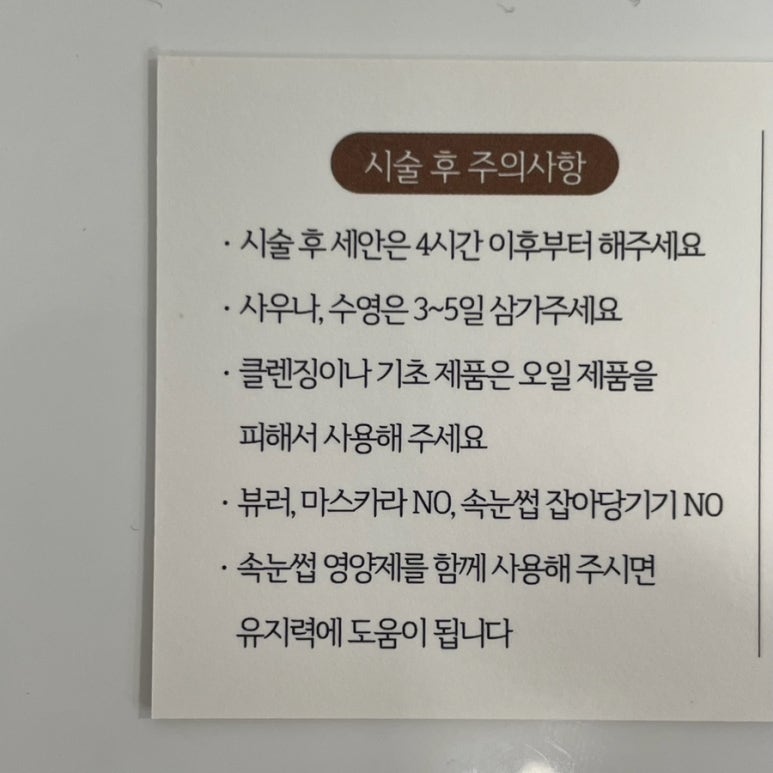 시술 후 주의사항
· 시술 후 세안은 4시간 이후부터 해주세요
· 사우나, 수영은 3~5일 삼가주세요
· 클렌징이나 기초 제품은 오일 제품을
피해서 사용해 주세요
· 뷰러, 마스카라 NO, 속눈썹 잡아당기기 NO
· 속눈썹 영양제를 함께 사용해 주시면
유지력에 도움이 됩니다